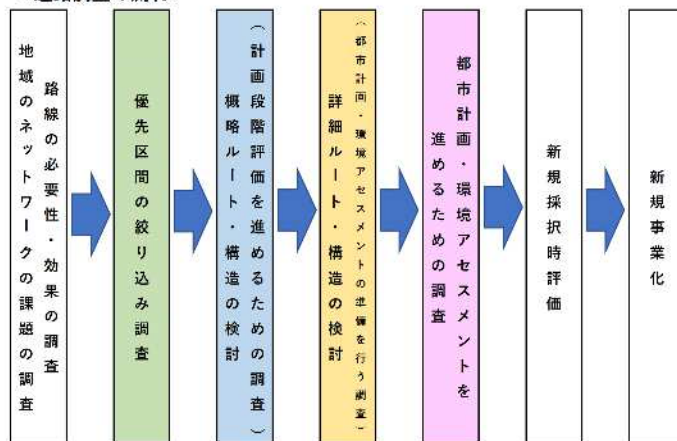 路線の必要性・効果の調査
地域のネットワークの課題の調査
優先区間の絞り込み調査
(計画段階評価を進めるための調査)
概略ルート・構造の検討
(都市計画・環境アセスメントの準備を行う調査)
詳細ルート・構造の検討
都市計画・環境アセスメントを
進めるための調査
新規採択時評価
新規事業化